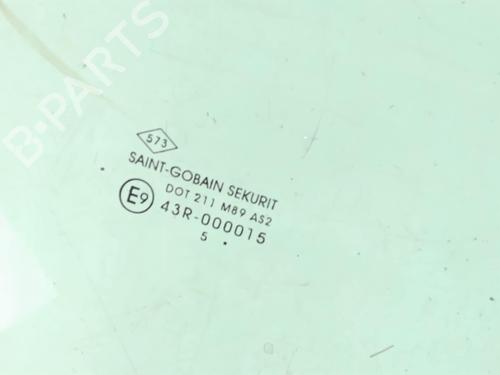 B-PARTS
573
SAINT-GOBAIN SEKURIT
DOT 211 M89 AS2
E9 43R-000015
5